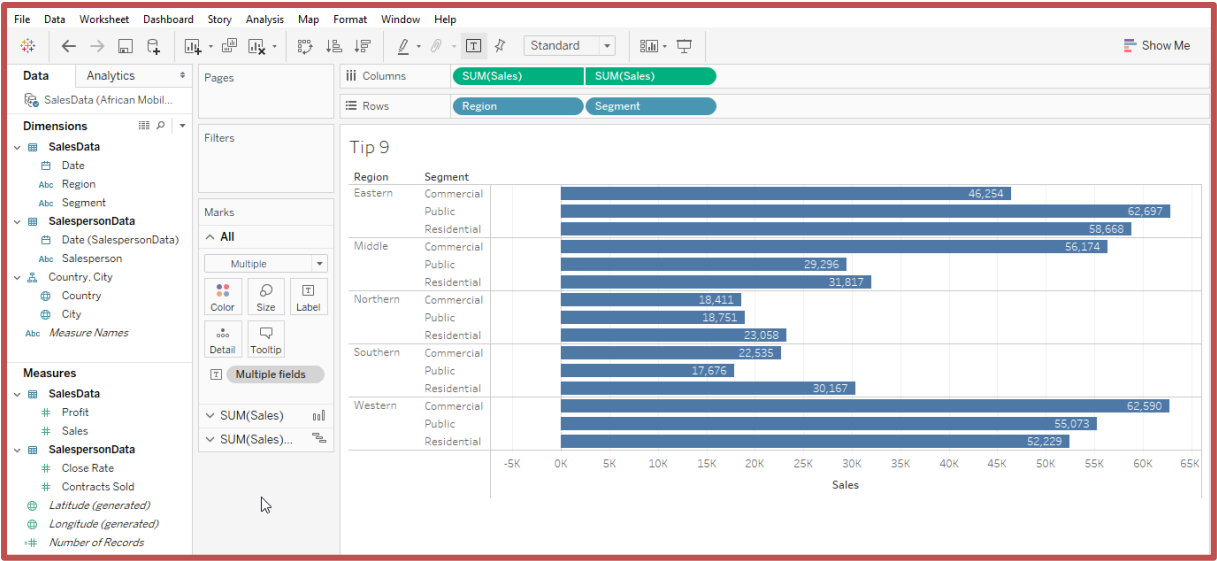 File Data Worksheet Dashboard Story Analysis Map Format Window Help
Standard
Show Me
Data Analytics
SalesData (African Mobil...
Dimensions
SalesData
Date
Abc Region
Abc Segment
SalespersonData
Date (SalespersonData)
Abc Salesperson
Country, City
Country
City
Abc Measure Names
Measures
SalesData
# Profit
# Sales
SalespersonData
# Close Rate
# Contracts Sold
Latitude (generated)
Longitude (generated)
=# Number of Records
Pages
Filters
Marks
All
Multiple
Color Size T Label
Detail Tooltip
T Multiple fields
SUM(Sales)
SUM(Sales)...
iii Columns SUM(Sales) SUM(Sales)
Rows Region Segment
Tip 9
Region Segment
Eastern Commercial 46,254
Public 62,697
Residential 58,668
Middle Commercial 56,174
Public 29,296
Residential 31,817
Northern Commercial 18,411
Public 18,751
Residential 23,058
Southern Commercial 22,535
Public 17,676
Residential 30,167
Western Commercial 62,590
Public 55,073
Residential 52,229
-5K 0K 5K 10K 15K 20K 25K 30K 35K 40K 45K 50K 55K 60K 65K
Sales